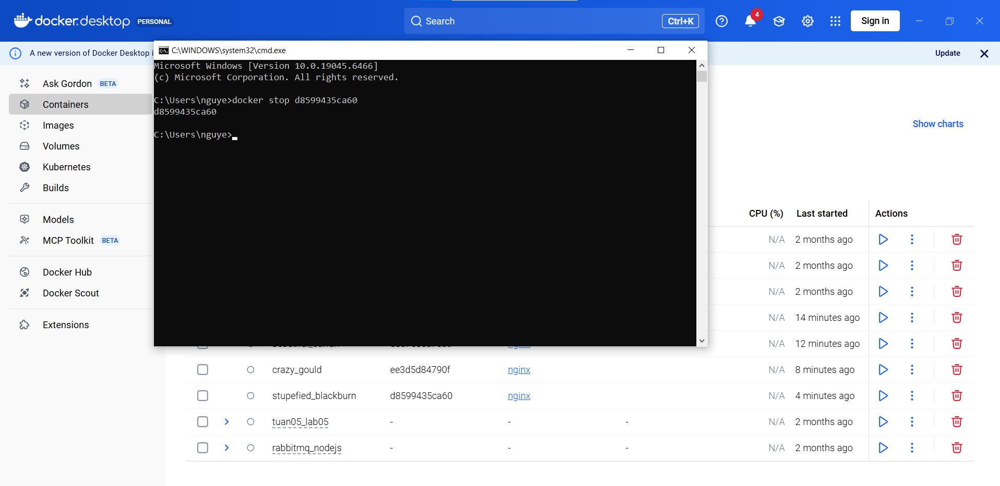 docker.desktop PERSONAL
Search
Ctrl+K
4
Sign in
A new version of Docker Desktop i
Update
C:\WINDOWS\system32\cmd.exe
Microsoft Windows [Version 10.0.19045.6466]
(c) Microsoft Corporation. All rights reserved.
C:\Users\nguye>docker stop d8599435ca60
d8599435ca60
C:\Users\nguye>
Ask Gordon BETA
Containers
Images
Volumes
Kubernetes
Builds
Models
MCP Toolkit BETA
Docker Hub
Docker Scout
Extensions
Show charts
CPU (%) Last started Actions
N/A 2 months ago
N/A 2 months ago
N/A 2 months ago
N/A 14 minutes ago
nginx N/A 12 minutes ago
crazy_gould ee3d5d84790f nginx N/A 8 minutes ago
stupefied_blackburn d8599435ca60 nginx N/A 4 minutes ago
tuan05_lab05 - - - N/A 2 months ago
rabbitmq_nodejs - - - N/A 2 months ago